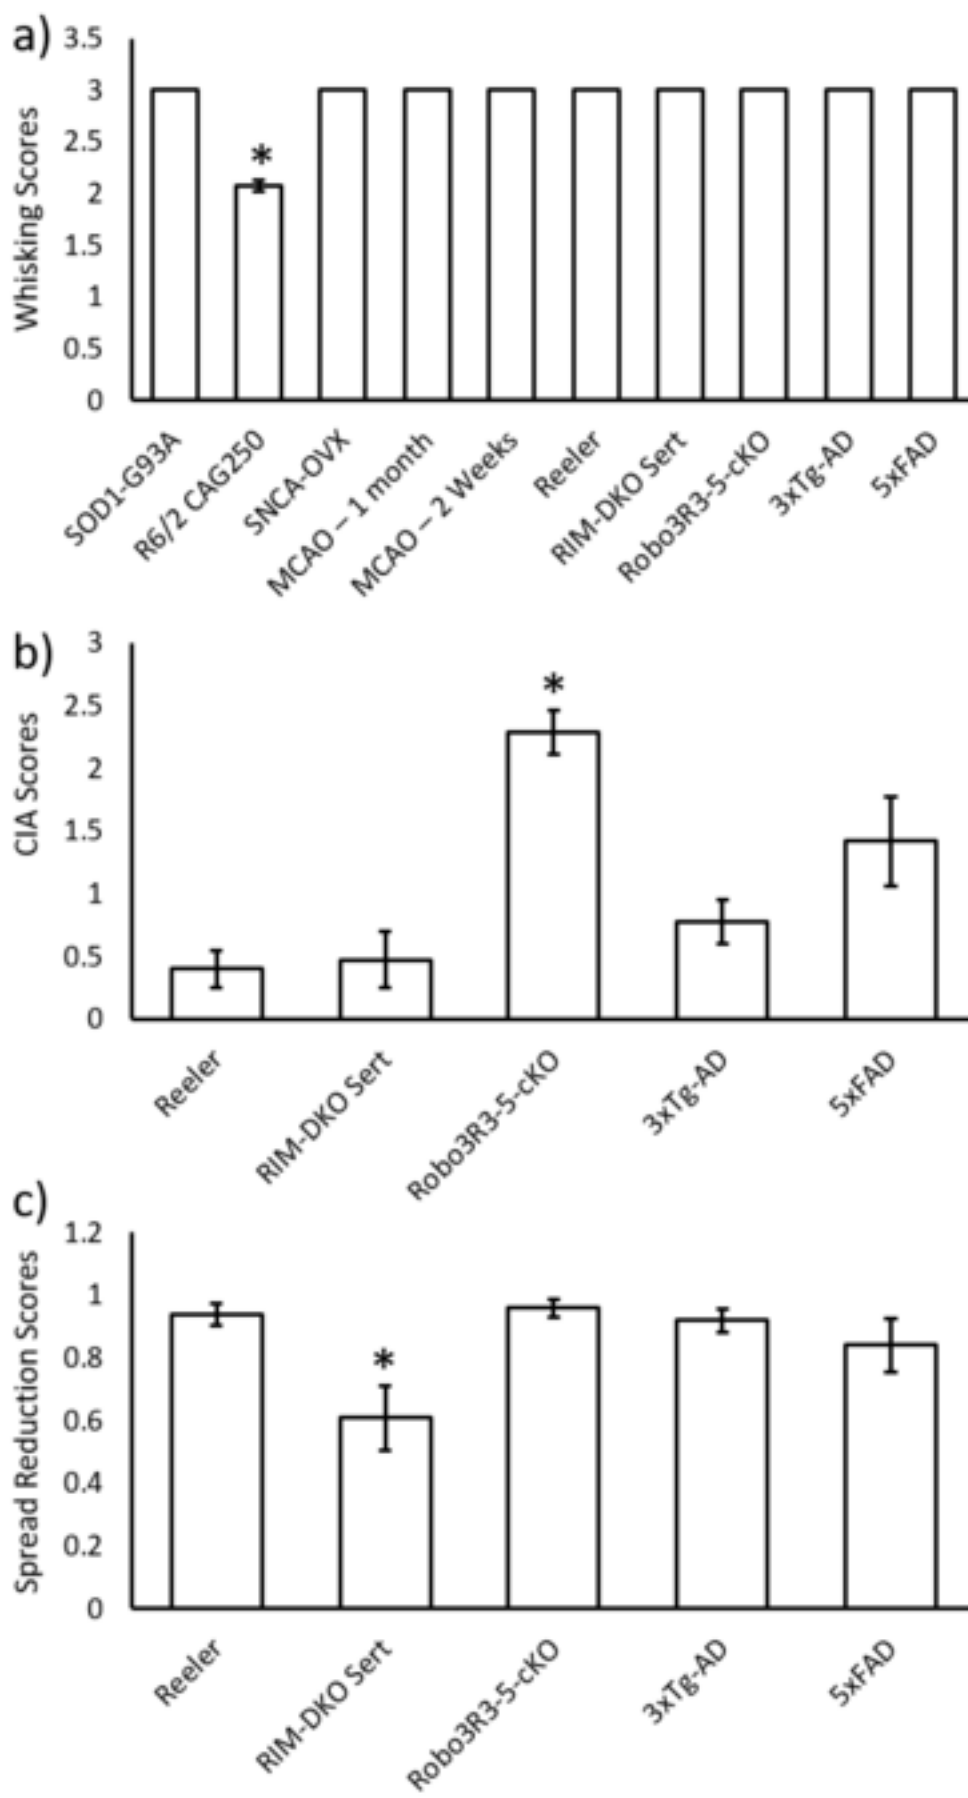 a)
Whisking Scores
3.5
3
2.5
2
1.5
1
0.5
0
*
SOD1-G93A
R6/2 CAG250
SNCA-OVX
MCAO – 1 month
MCAO – 2 Weeks
Reeler
RIM-DKO Sert
Robo3R3-5-cKO
3xTg-AD
5xFAD
b)
CIA Scores
3
2.5
2
1.5
1
0.5
0
*
Reeler
RIM-DKO Sert
Robo3R3-5-cKO
3xTg-AD
5xFAD
c)
Spread Reduction Scores
1.2
1
0.8
0.6
0.4
0.2
0
*
Reeler
RIM-DKO Sert
Robo3R3-5-cKO
3xTg-AD
5xFAD